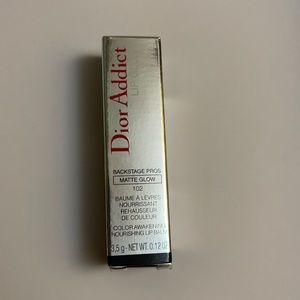 Dior Addict
LIP
BACKSTAGE PROS
MATTE GLOW
102
BAUME À LÈVRES
NOURRISSANT
REHAUSSEUR
DE COULEUR
COLOR AWAKENING
NOURISHING LIP BALM
3,5 g - NET WT. 0.12 OZ